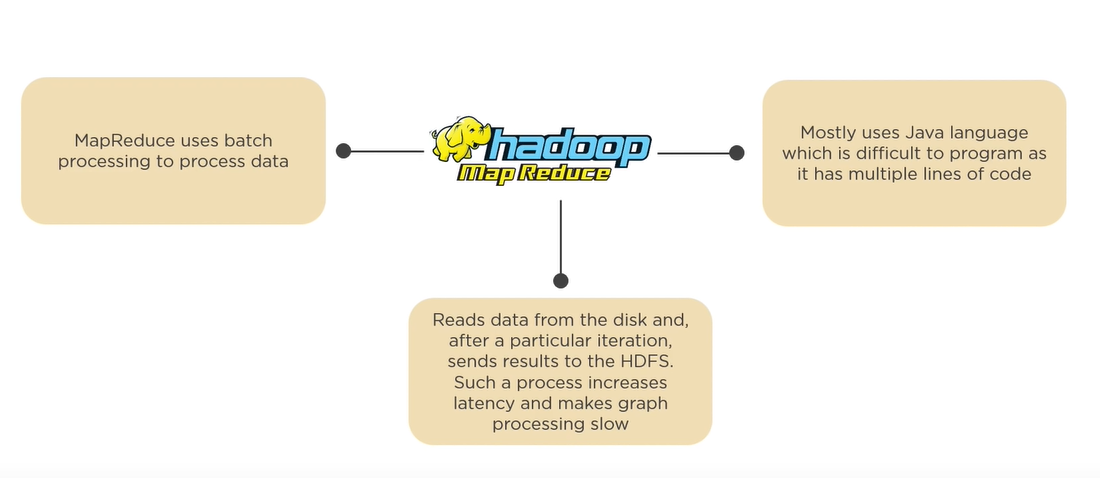 MapReduce uses batch
processing to process data
hadoop
Map Reduce
Mostly uses Java language
which is difficult to program as
it has multiple lines of code
Reads data from the disk and,
after a particular iteration,
sends results to the HDFS.
Such a process increases
latency and makes graph
processing slow